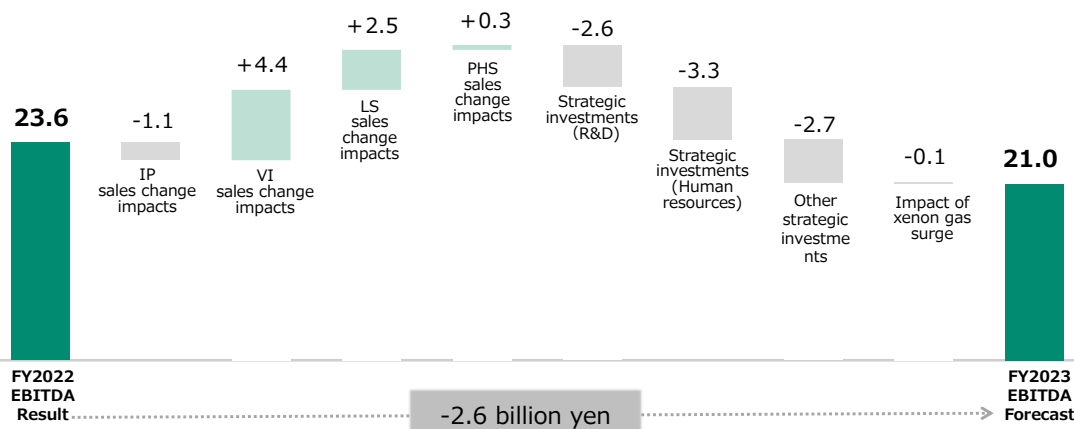 23.6
-1.1
IP
sales change
impacts
+4.4
VI
sales change
impacts
+2.5
LS
sales
change
impacts
+0.3
PHS
sales
change
impacts
-2.6
Strategic
investments
(R&D)
-3.3
Strategic
investments
(Human
resources)
-2.7
Other
strategic
investme
nts
-0.1
Impact of
xenon gas
surge
21.0
FY2022
EBITDA
Result
-2.6 billion yen
FY2023
EBITDA
Forecast